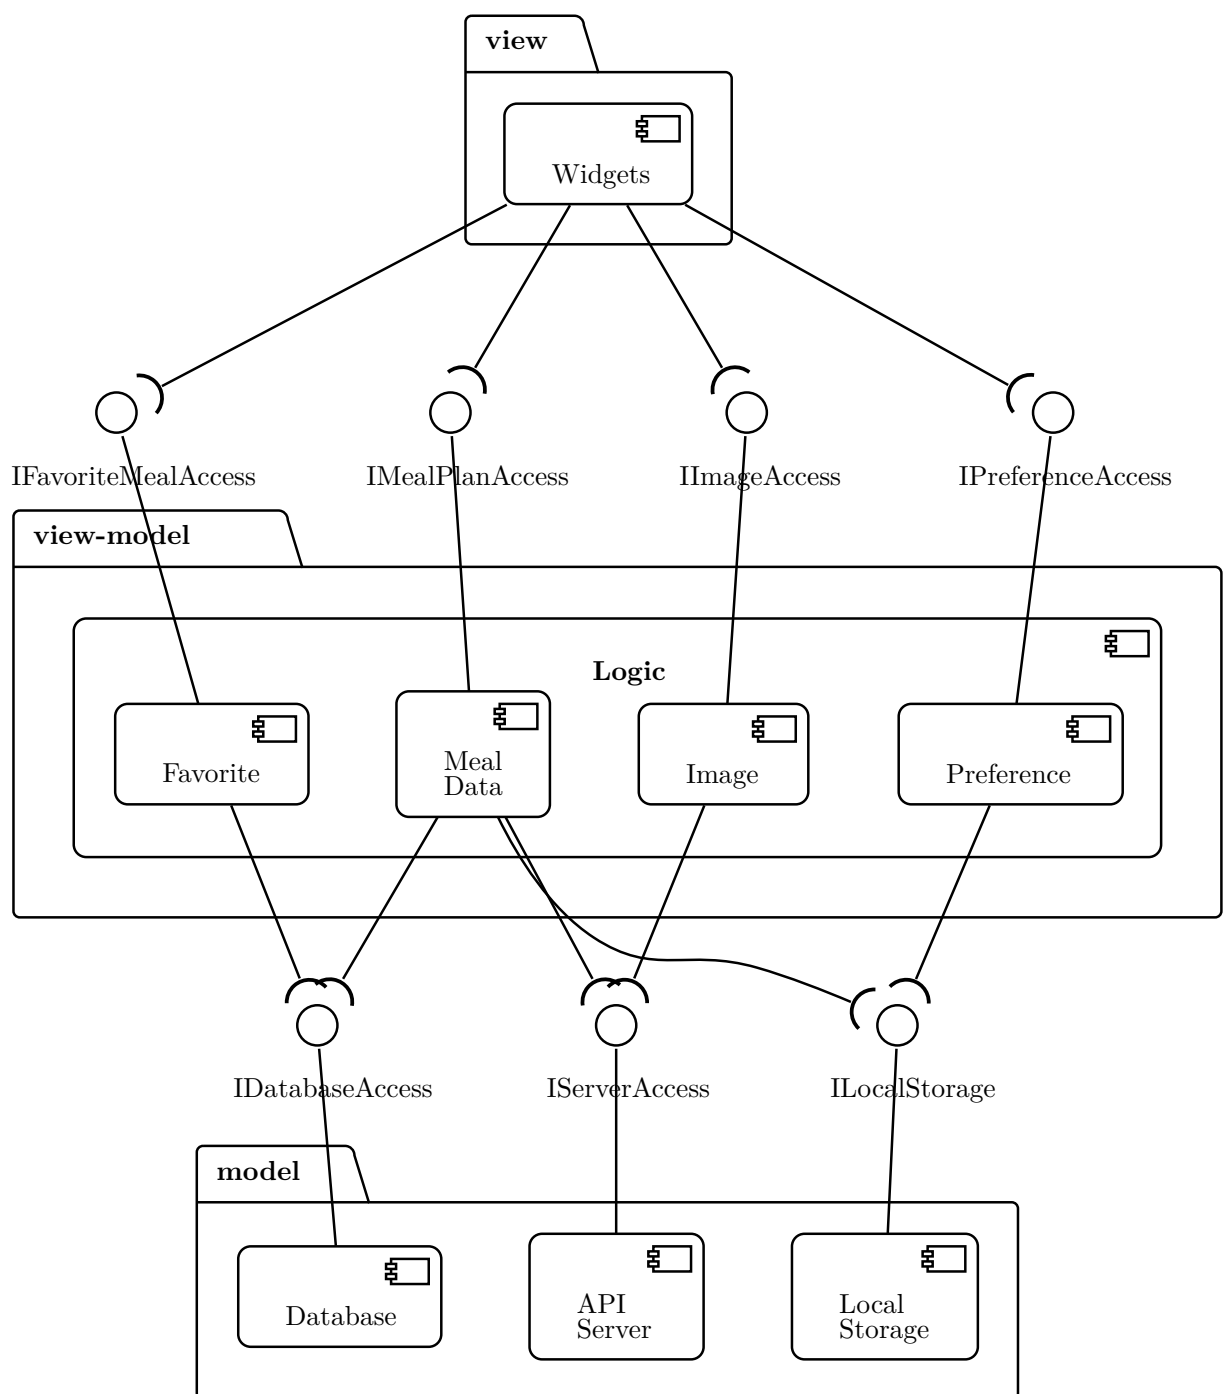 view
Widgets
IFavoriteMealAccess
IMealPlanAccess
IImageAccess
IPreferenceAccess
view-model
Logic
Favorite
Meal
Data
Image
Preference
IDatabaseAccess
IServerAccess
ILocalStorage
model
Database
API
Server
Local
Storage